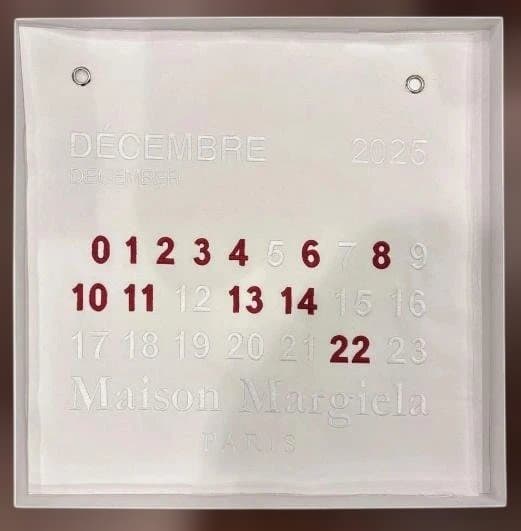 DÉCEMBRE 2025
DECEMBER
0 1 2 3 4 5 6 7 8 9
10 11 12 13 14 15 16
17 18 19 20 21 22 23
Maison Margiela
PARIS